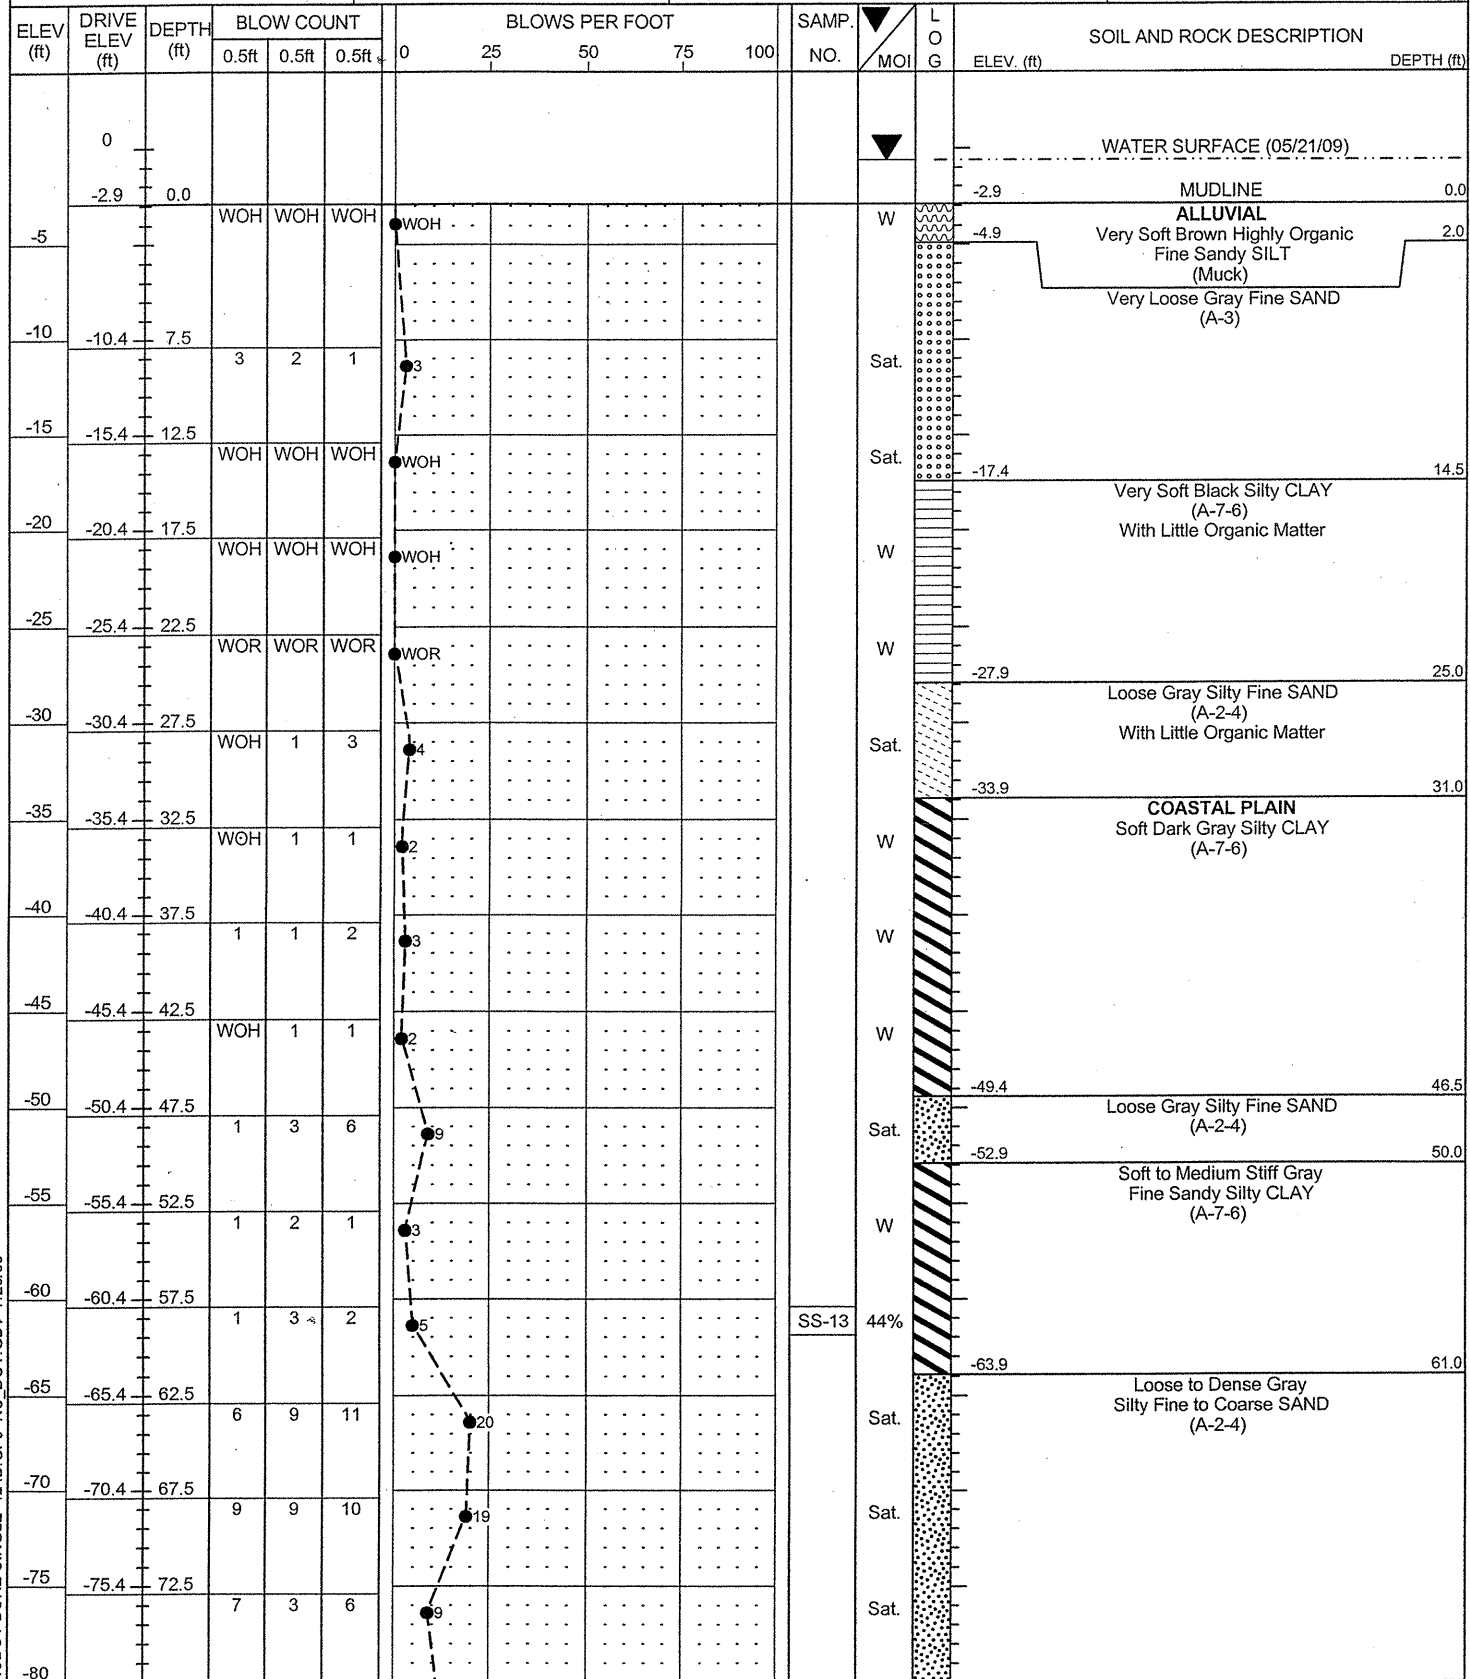 ELEV (ft) DRIVE ELEV (ft) DEPTH (ft) BLOW COUNT BLOWS PER FOOT SAMP. NO. MOI L O G SOIL AND ROCK DESCRIPTION
0.5ft 0.5ft 0.5ft 0 25 50 75 100 ELEV. (ft) DEPTH (ft)
0 WATER SURFACE (05/21/09)
-2.9 0.0 -2.9 MUDLINE 0.0
WOH WOH WOH WOH W ALLUVIAL
-5 -4.9 Very Soft Brown Highly Organic 2.0
Fine Sandy SILT
(Muck)
Very Loose Gray Fine SAND
(A-3)
-10 -10.4 7.5
3 2 1 3 Sat.
-15 -15.4 12.5
WOH WOH WOH WOH Sat.
-17.4 14.5
Very Soft Black Silty CLAY
(A-7-6)
With Little Organic Matter
-20 -20.4 17.5
WOH WOH WOH WOH W
-25 -25.4 22.5
WOR WOR WOR WOR W
-27.9 25.0
Loose Gray Silty Fine SAND
(A-2-4)
With Little Organic Matter
-30 -30.4 27.5
WOH 1 3 4 Sat.
-33.9 31.0
COASTAL PLAIN
Soft Dark Gray Silty CLAY
(A-7-6)
-35 -35.4 32.5
WOH 1 1 2 W
-40 -40.4 37.5
1 1 2 3 W
-45 -45.4 42.5
WOH 1 1 2 W
-49.4 46.5
-50 -50.4 47.5 Loose Gray Silty Fine SAND
1 3 6 9 Sat. (A-2-4)
-52.9 50.0
Soft to Medium Stiff Gray
Fine Sandy Silty CLAY
(A-7-6)
-55 -55.4 52.5
1 2 1 3 W
-60 -60.4 57.5
1 3 2 5 SS-13 44%
-63.9 61.0
Loose to Dense Gray
Silty Fine to Coarse SAND
(A-2-4)
-65 -65.4 62.5
6 9 11 20 Sat.
-70 -70.4 67.5
9 9 10 19 Sat.
-75 -75.4 72.5
7 3 6 9 Sat.
-80